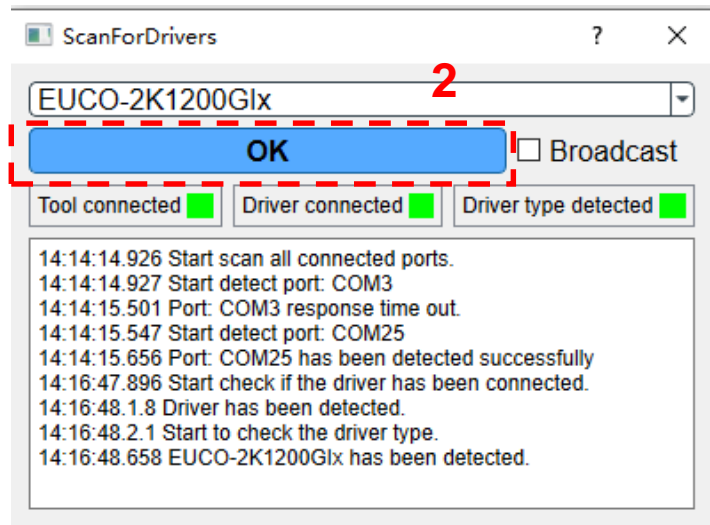 ScanForDrivers ? ×
2
EUCO-2K1200GIx
OK Broadcast
Tool connected Driver connected Driver type detected
14:14:14.926 Start scan all connected ports.
14:14:14.927 Start detect port: COM3
14:14:15.501 Port: COM3 response time out.
14:14:15.547 Start detect port: COM25
14:14:15.656 Port: COM25 has been detected successfully
14:16:47.896 Start check if the driver has been connected.
14:16:48.1.8 Driver has been detected.
14:16:48.2.1 Start to check the driver type.
14:16:48.658 EUCO-2K1200GIx has been detected.